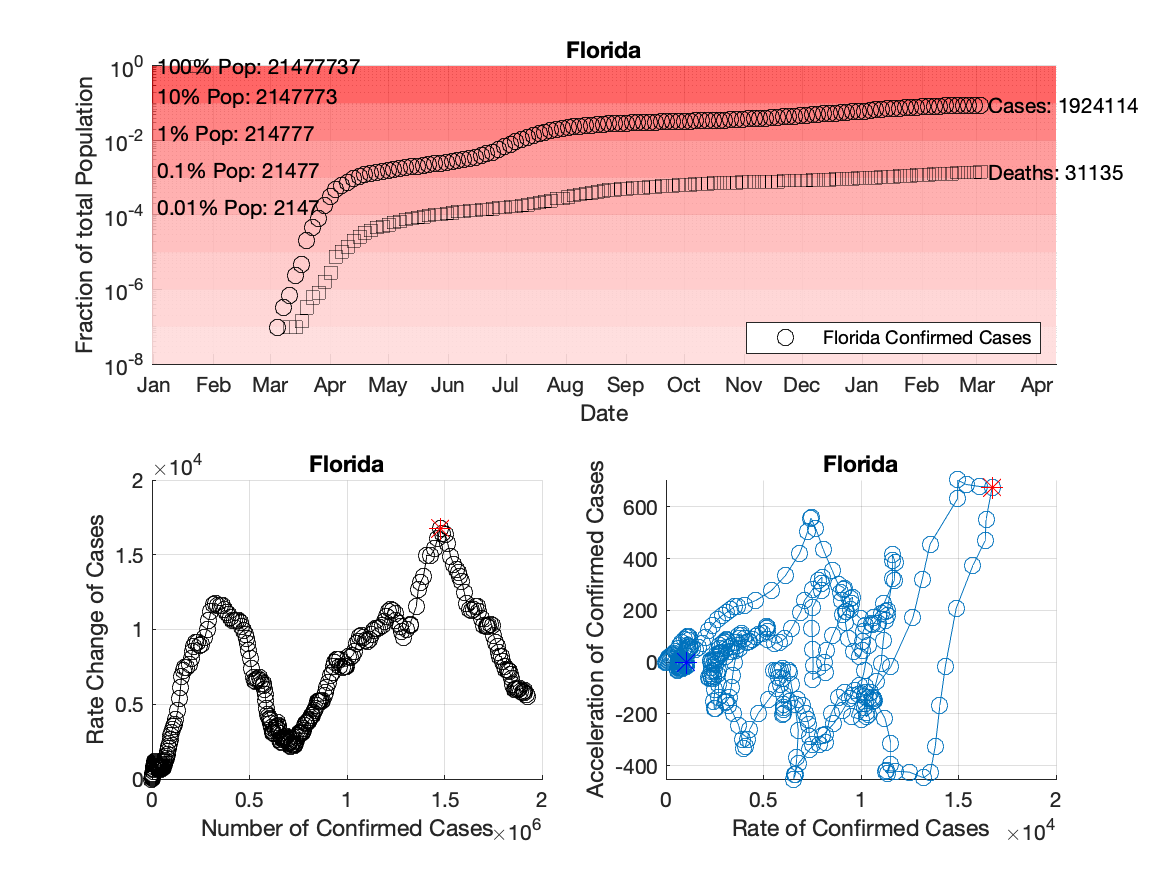 Florida
10^0
10^-2
10^-4
10^-6
10^-8
Fraction of total Population
100% Pop: 21477737
10% Pop: 2147773
1% Pop: 214777
0.1% Pop: 21477
0.01% Pop: 2147
Cases: 1924114
Deaths: 31135
Florida Confirmed Cases
Jan Feb Mar Apr May Jun Jul Aug Sep Oct Nov Dec Jan Feb Mar Apr
Date
Florida
×10^4
2
1.5
1
0.5
0
Rate Change of Cases
0 0.5 1 1.5 2
Number of Confirmed Cases ×10^6
Florida
600
400
200
0
-200
-400
Acceleration of Confirmed Cases
0 0.5 1 1.5 2
Rate of Confirmed Cases ×10^4